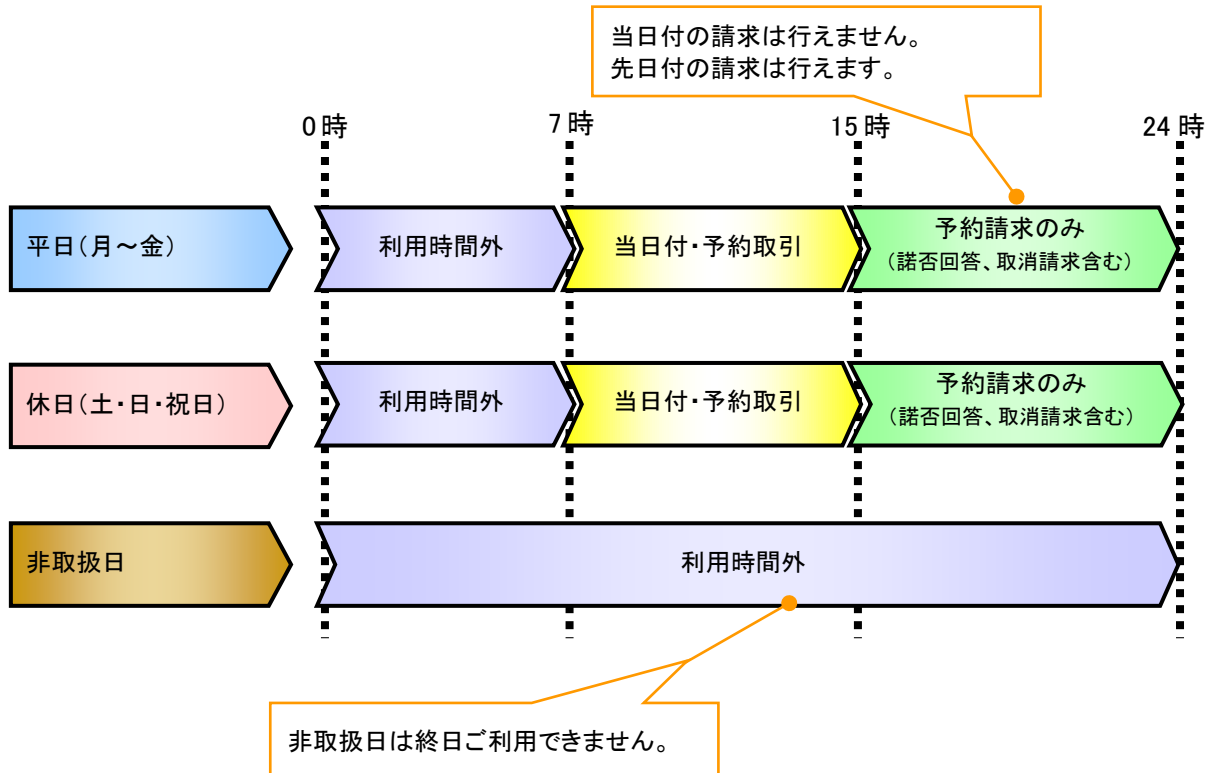 当日付の請求は行えません。
先日付の請求は行えます。
0時 7時 15時 24時
平日(月~金) 利用時間外 当日付・予約取引 予約請求のみ
(諾否回答、取消請求含む)
休日(土・日・祝日) 利用時間外 当日付・予約取引 予約請求のみ
(諾否回答、取消請求含む)
非取扱日 利用時間外
非取扱日は終日ご利用できません。